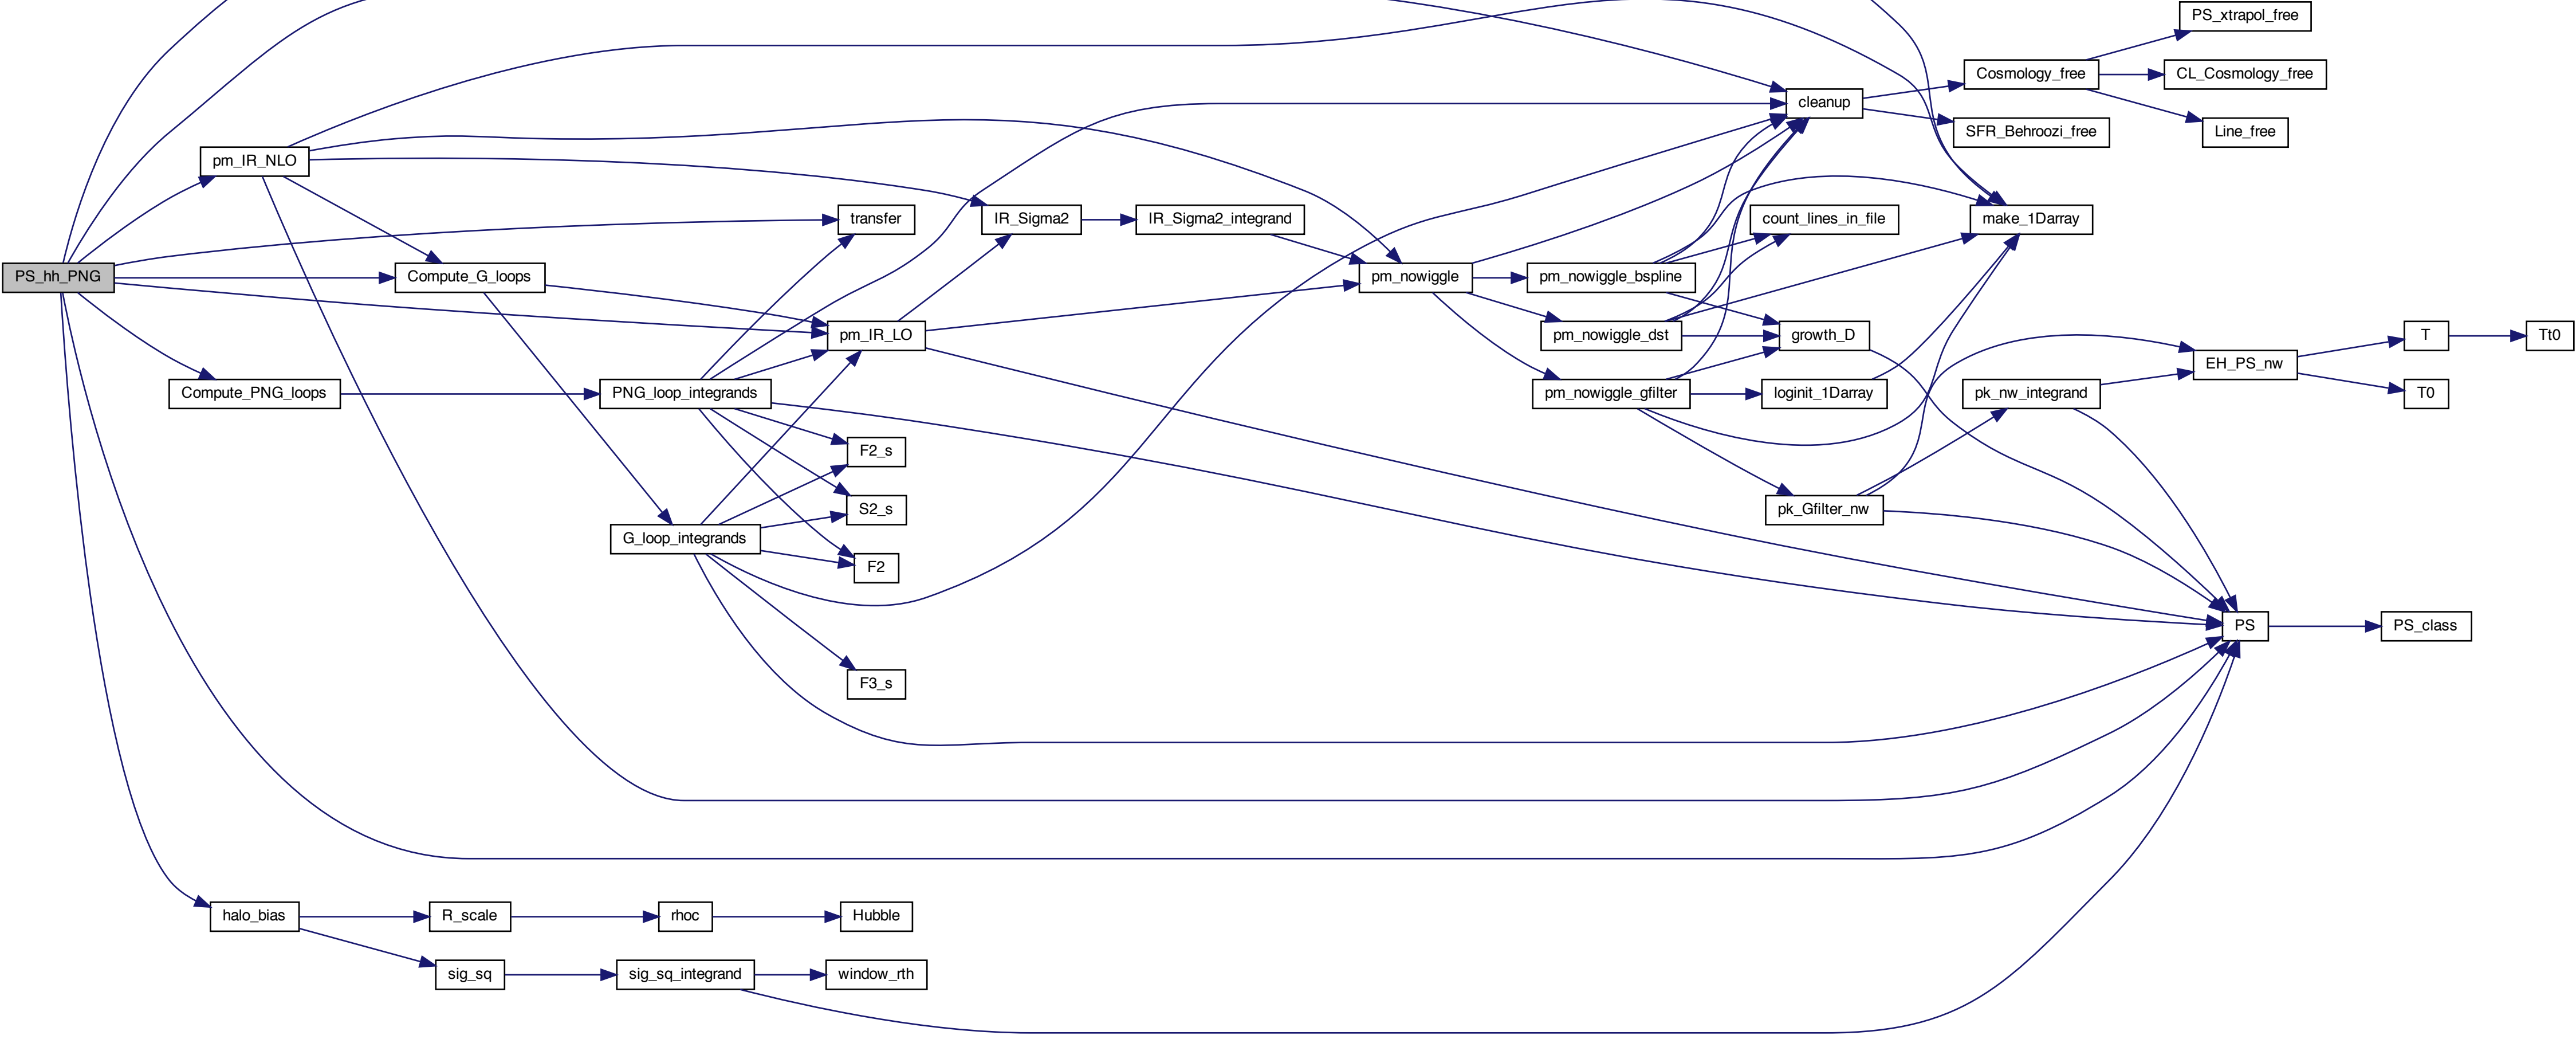 PS_xtrapol_free
Cosmology_free
CL_Cosmology_free
cleanup
SFR_Behroozi_free
Line_free
pm_IR_NLO
transfer
IR_Sigma2
IR_Sigma2_integrand
count_lines_in_file
make_1Darray
PS_hh_PNG
Compute_G_loops
pm_nowiggle
pm_nowiggle_bspline
pm_IR_LO
pm_nowiggle_dst
growth_D
T
Tt0
EH_PS_nw
Compute_PNG_loops
PNG_loop_integrands
pm_nowiggle_gfilter
loginit_1Darray
pk_nw_integrand
T0
F2_s
S2_s
pk_Gfilter_nw
G_loop_integrands
F2
PS
PS_class
F3_s
halo_bias
R_scale
rhoc
Hubble
sig_sq
sig_sq_integrand
window_rth